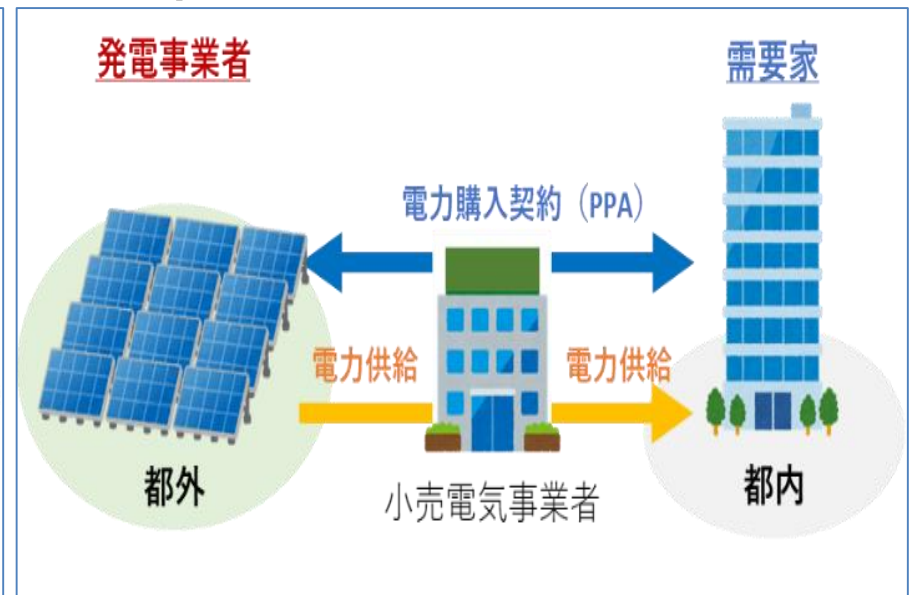 発電事業者
需要家
電力購入契約（PPA）
電力供給
電力供給
都外
小売電気事業者
都内